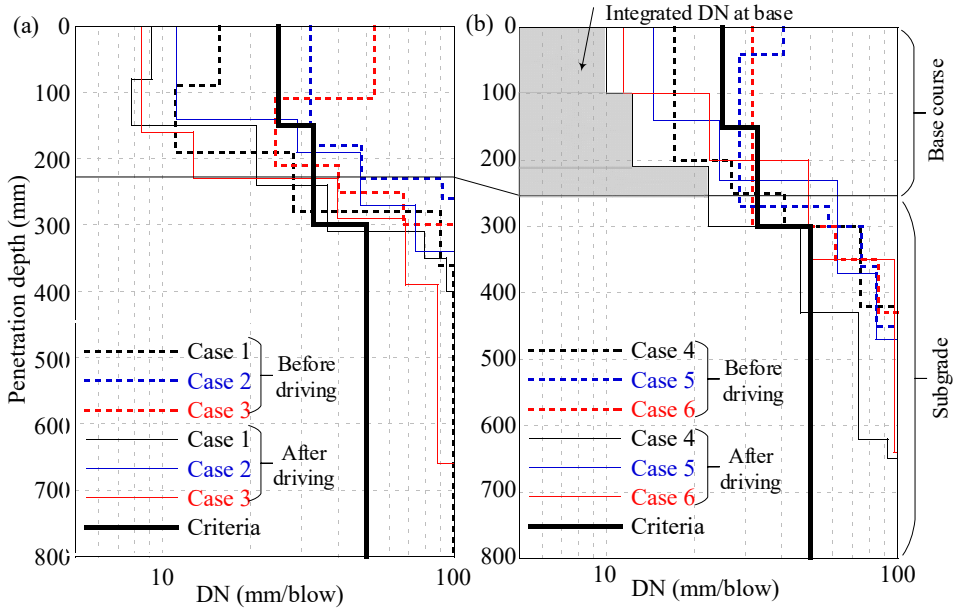 (a)
0
100
200
300
400
500
600
700
800
Penetration depth (mm)
10
100
DN (mm/blow)
Case 1
Case 2
Case 3
Before
driving
Case 1
Case 2
Case 3
After
driving
Criteria
(b)
Integrated DN at base
0
100
200
300
400
500
600
700
800
10
100
DN (mm/blow)
Case 4
Case 5
Case 6
Before
driving
Case 4
Case 5
Case 6
After
driving
Criteria
Base course
Subgrade